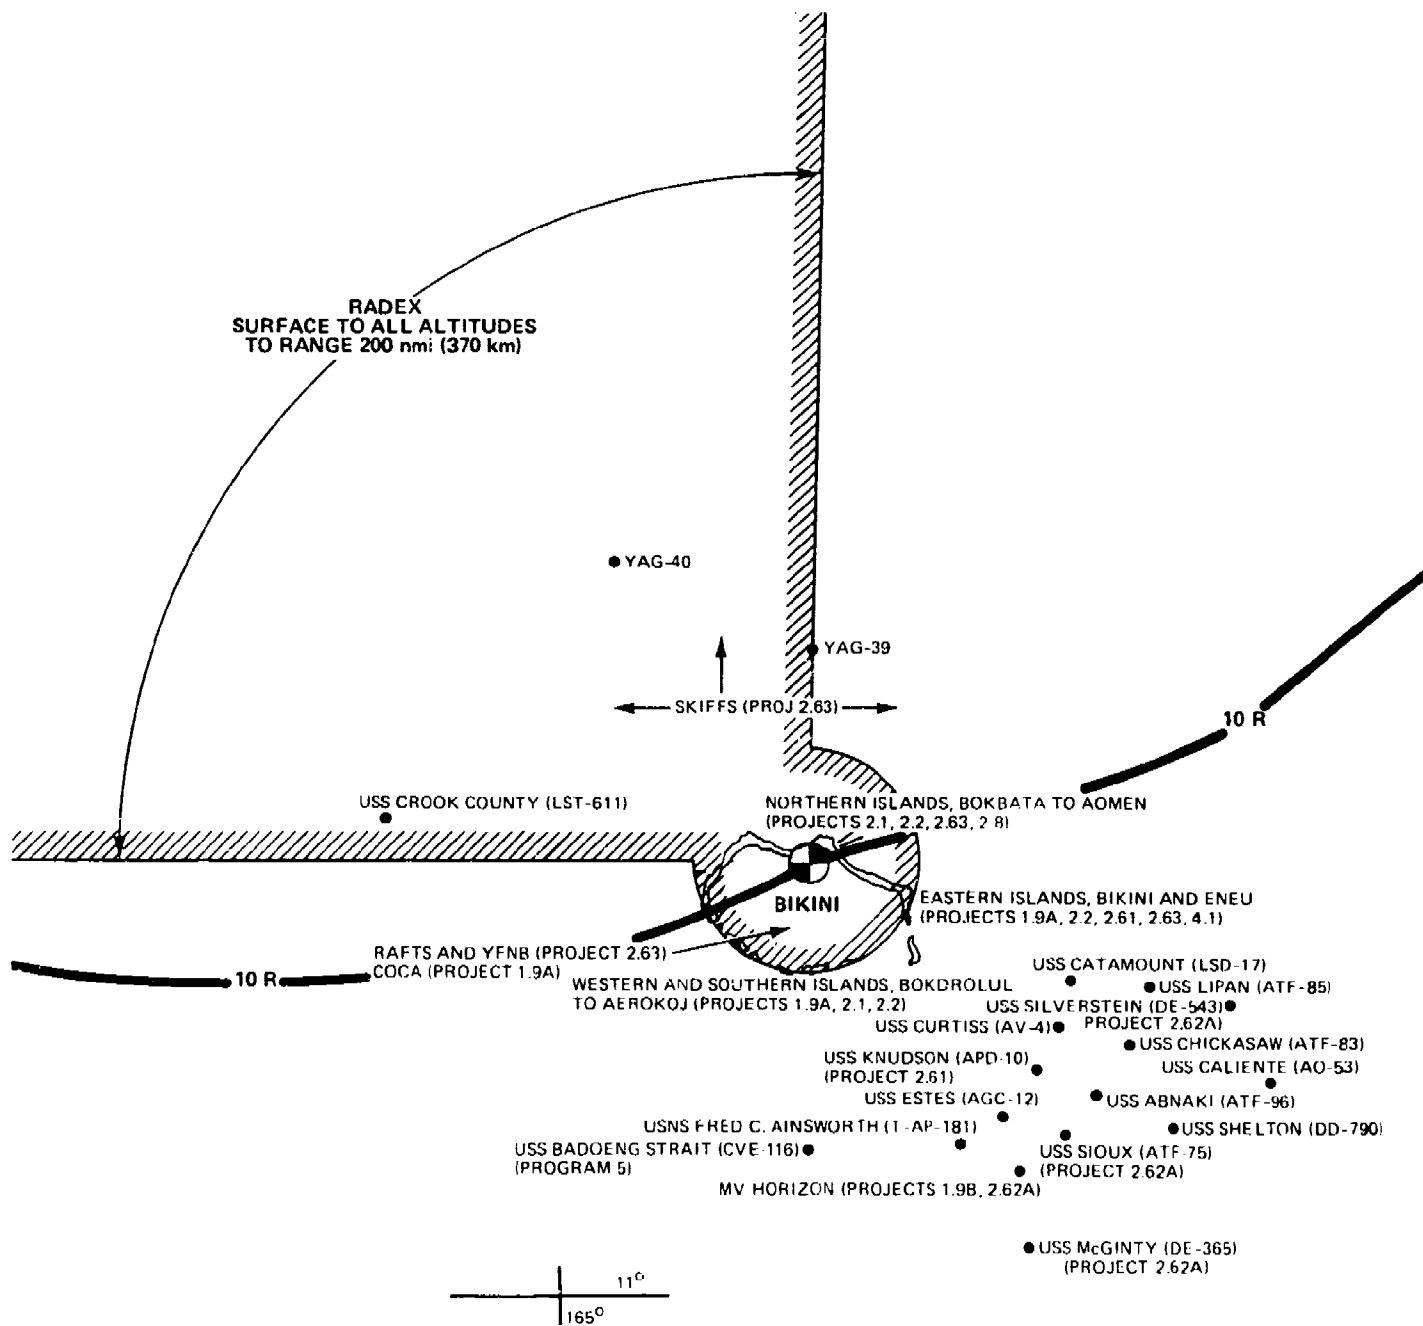 RADEX
SURFACE TO ALL ALTITUDES
TO RANGE 200 nmi (370 km)
YAG-40
YAG-39
SKIFFS (PROJ 2.63)
10 R
USS CROOK COUNTY (LST-611)
NORTHERN ISLANDS, BOKBATA TO AOMEN
(PROJECTS 2.1, 2.2, 2.63, 2 8)
BIKINI
EASTERN ISLANDS, BIKINI AND ENEU
(PROJECTS 1.9A, 2.2, 2.61, 2.63, 4.1)
RAFTS AND YFNB (PROJECT 2.63)
COCA (PROJECT 1.9A)
10 R
WESTERN AND SOUTHERN ISLANDS, BOKDROLUL
TO AEROKOJ (PROJECTS 1.9A, 2.1, 2.2)
USS CATAMOUNT (LSD-17)
USS LIPAN (ATF-85)
USS SILVERSTEIN (DE-543)
PROJECT 2.62A)
USS CURTISS (AV-4)
USS CHICKASAW (ATF-83)
USS KNUDSON (APD-10)
(PROJECT 2.61)
USS CALIENTE (AO-53)
USS ESTES (AGC-12)
USS ABNAKI (ATF-96)
USNS FRED C. AINSWORTH (T-AP-181)
USS SHELTON (DD-790)
USS BADOENG STRAIT (CVE-116)
(PROGRAM 5)
USS SIOUX (ATF-75)
(PROJECT 2.62A)
MV HORIZON (PROJECTS 1.9B, 2.62A)
USS McGINTY (DE-365)
(PROJECT 2.62A)
11°
165°